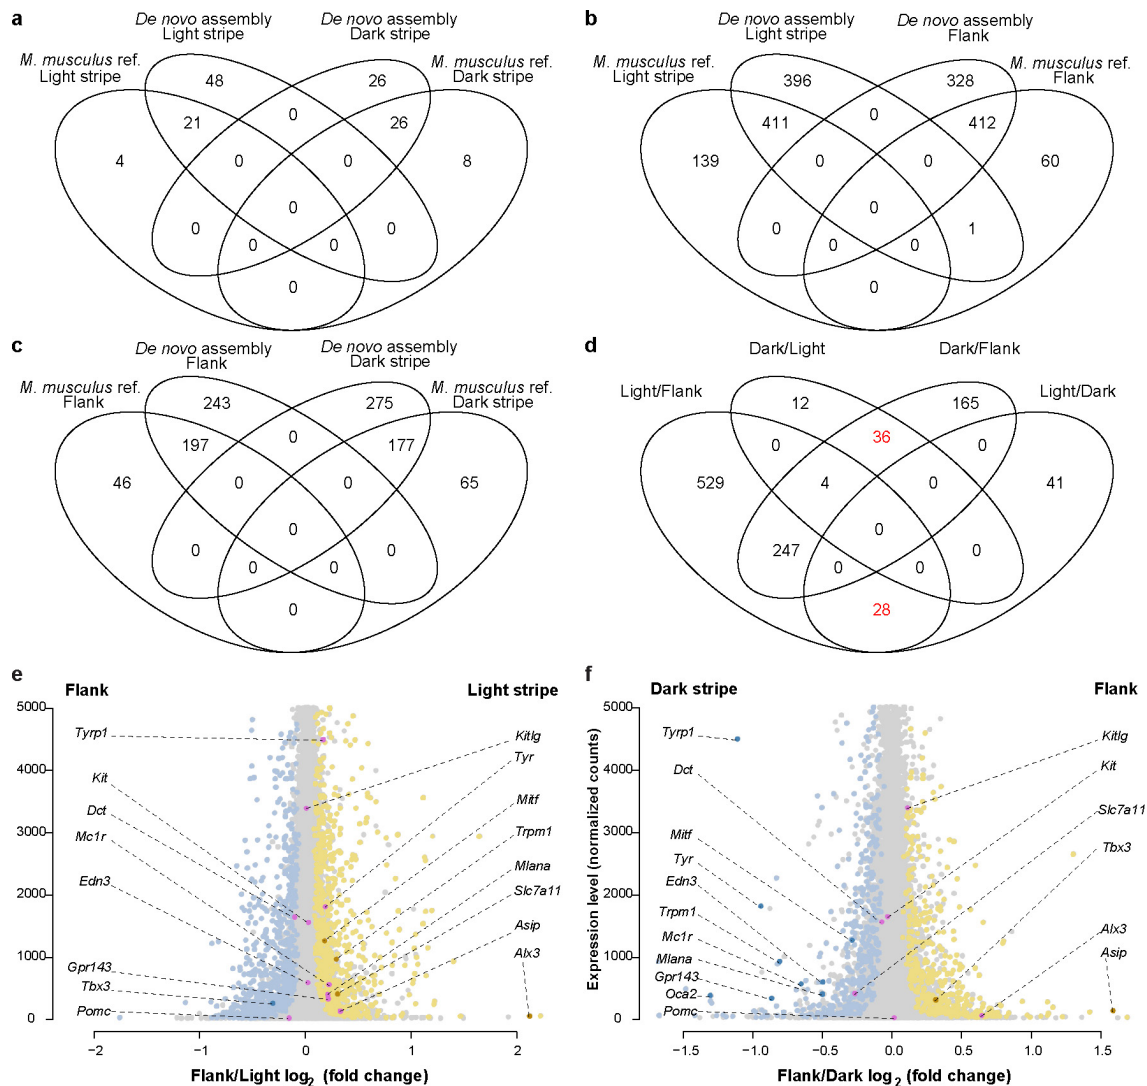 a
De novo assembly
Light stripe
De novo assembly
Dark stripe
M. musculus ref.
Light stripe
M. musculus ref.
Dark stripe
48
26
0
21
26
4
0
0
8
0
0
0
0
0
0
b
De novo assembly
Light stripe
De novo assembly
Flank
M. musculus ref.
Light stripe
M. musculus ref.
Flank
396
328
0
411
412
139
0
0
60
0
0
1
0
0
0
c
De novo assembly
Flank
De novo assembly
Dark stripe
M. musculus ref.
Flank
M. musculus ref.
Dark stripe
243
275
0
197
177
46
0
0
65
0
0
0
0
0
0
d
Dark/Light
Dark/Flank
Light/Flank
Light/Dark
12
165
36
0
0
529
4
0
41
0
247
0
0
0
28
e
Flank
Light stripe
5000
4000
3000
2000
1000
0
Tyrp1
Kit
Dct
Mc1r
Edn3
Gpr143
Tbx3
Pomc
Kitlg
Tyr
Mitf
Trpm1
Mlana
Slc7a11
Asip
Alx3
−2
−1
0
1
2
Flank/Light log2 (fold change)
f
Dark stripe
Flank
Expression level (normalized counts)
5000
4000
3000
2000
1000
0
Tyrp1
Dct
Mitf
Tyr
Edn3
Trpm1
Mc1r
Mlana
Gpr143
Oca2
Pomc
Kitlg
Kit
Slc7a11
Tbx3
Alx3
Asip
−1.5
−1.0
−0.5
0.0
0.5
1.0
1.5
Flank/Dark log2 (fold change)